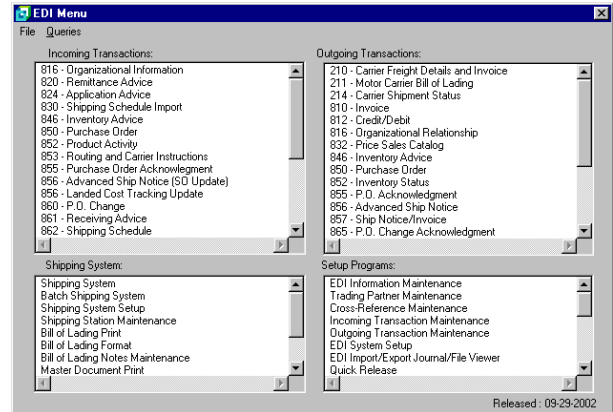 EDI Menu
File Queries
Incoming Transactions:
816 - Organizational Information
820 - Remittance Advice
824 - Application Advice
830 - Shipping Schedule Import
846 - Inventory Advice
850 - Purchase Order
852 - Product Activity
853 - Routing and Carrier Instructions
855 - Purchase Order Acknowlegment
856 - Advanced Ship Notice (SO Update)
856 - Landed Cost Tracking Update
860 - P.O. Change
861 - Receiving Advice
862 - Shipping Schedule
Outgoing Transactions:
210 - Carrier Freight Details and Invoice
211 - Motor Carrier Bill of Lading
214 - Carrier Shipment Status
810 - Invoice
812 - Credit/Debit
816 - Organizational Relationship
832 - Price Sales Catalog
846 - Inventory Advice
850 - Purchase Order
852 - Inventory Status
855 - P.O. Acknowledgment
856 - Advanced Ship Notice
857 - Ship Notice/Invoice
865 - P.O. Change Acknowledgment
Shipping System:
Shipping System
Batch Shipping System
Shipping System Setup
Shipping Station Maintenance
Bill of Lading Print
Bill of Lading Format
Bill of Lading Notes Maintenance
Master Document Print
Setup Programs:
EDI Information Maintenance
Trading Partner Maintenance
Cross-Reference Maintenance
Incoming Transaction Maintenance
Outgoing Transaction Maintenance
EDI System Setup
EDI Import/Export Journal/File Viewer
Quick Release
Released : 09-29-2002